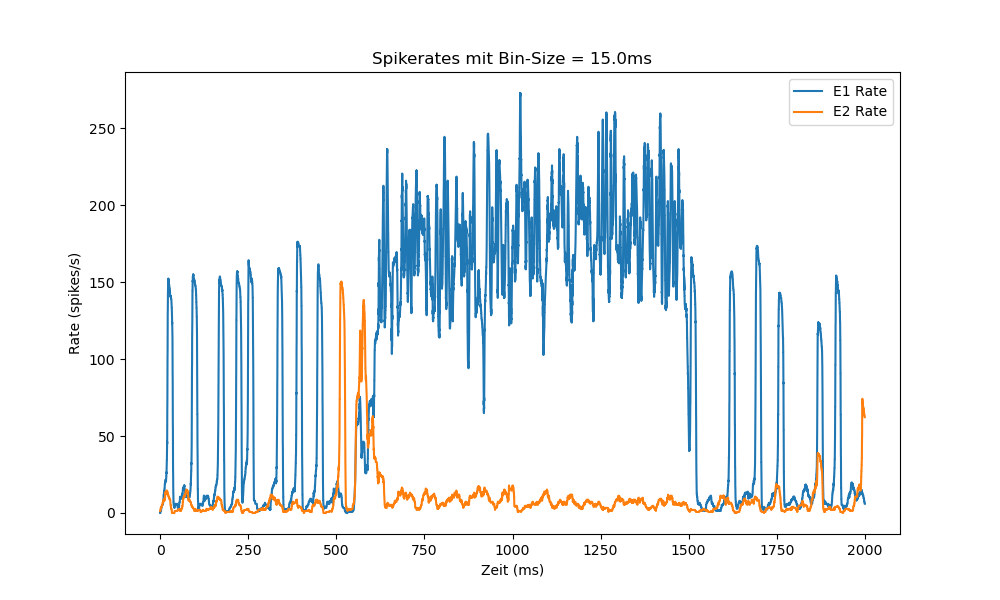 Spikerates mit Bin-Size = 15.0ms
E1 Rate
E2 Rate
250
200
150
100
50
0
Rate (spikes/s)
0 250 500 750 1000 1250 1500 1750 2000
Zeit (ms)